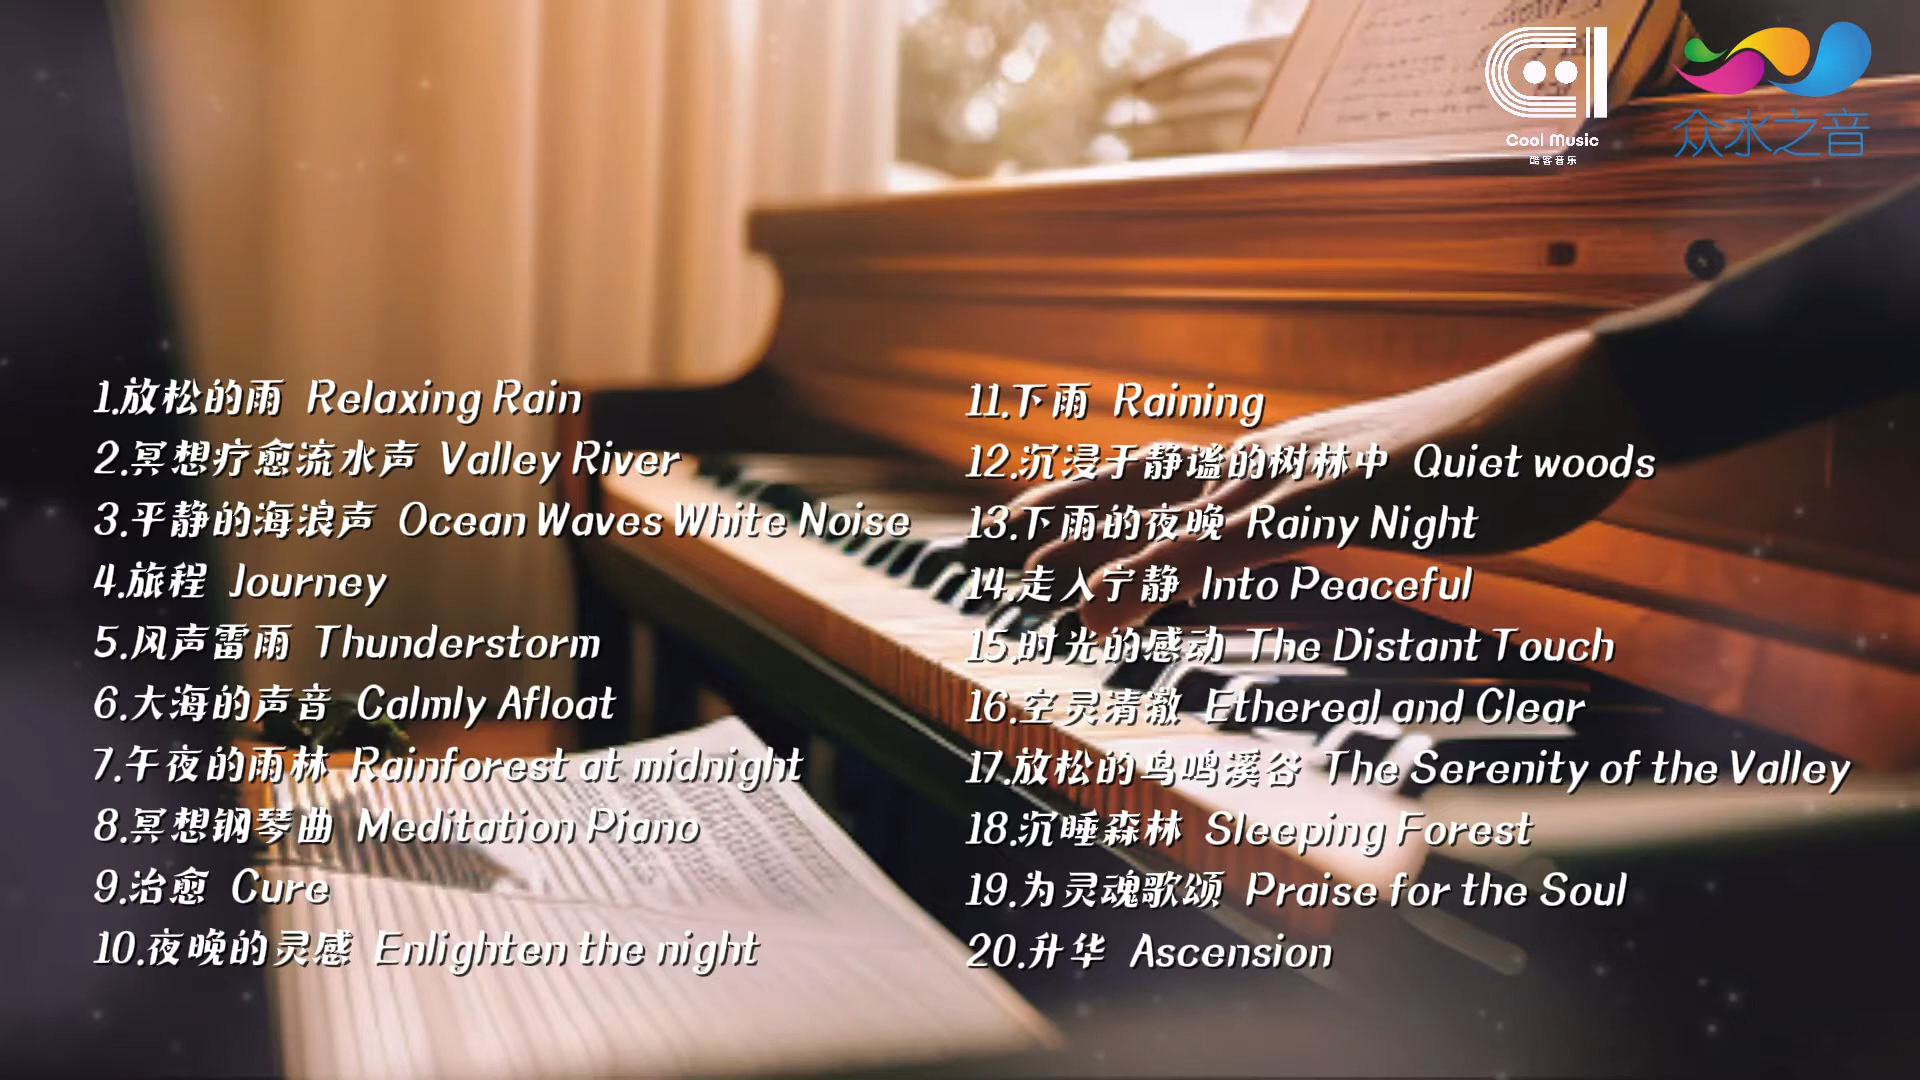 Cool Music
酷客音乐
众水之音
1.放松的雨 Relaxing Rain
2.冥想疗愈流水声 Valley River
3.平静的海浪声 Ocean Waves White Noise
4.旅程 Journey
5.风声雷雨 Thunderstorm
6.大海的声音 Calmly Afloat
7.午夜的雨林 Rainforest at midnight
8.冥想钢琴曲 Meditation Piano
9.治愈 Cure
10.夜晚的灵感 Enlighten the night
11.下雨 Raining
12.沉浸于静谧的树林中 Quiet woods
13.下雨的夜晚 Rainy Night
14.走入宁静 Into Peaceful
15.时光的感动 The Distant Touch
16.空灵清澈 Ethereal and Clear
17.放松的鸟鸣溪谷 The Serenity of the Valley
18.沉睡森林 Sleeping Forest
19.为灵魂歌颂 Praise for the Soul
20.升华 Ascension